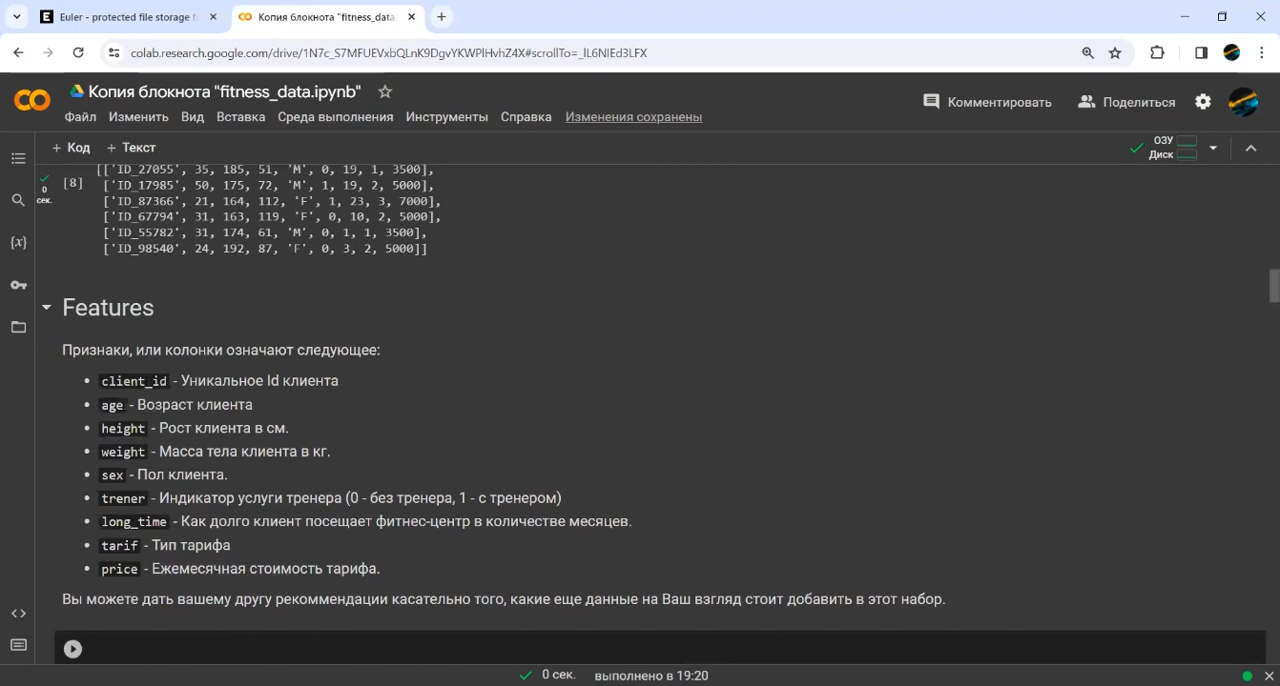 Euler - protected file storage f
Копия блокнота "fitness_data.
colab.research.google.com/drive/1N7c_S7MFUEVxbQLnK9DgvYKWPlHvhZ4X#scrollTo=_lL6NlEd3LFX
Копия блокнота "fitness_data.ipynb"
Комментировать
Поделиться
Файл Изменить Вид Вставка Среда выполнения Инструменты Справка Изменения сохранены
+ Код + Текст
ОЗУ
Диск
[8]
0
сек.
[['ID_27055', 35, 185, 51, 'M', 0, 19, 1, 3500],
['ID_17985', 50, 175, 72, 'M', 1, 19, 2, 5000],
['ID_87366', 21, 164, 112, 'F', 1, 23, 3, 7000],
['ID_67794', 31, 163, 119, 'F', 0, 10, 2, 5000],
['ID_55782', 31, 174, 61, 'M', 0, 1, 1, 3500],
['ID_98540', 24, 192, 87, 'F', 0, 3, 2, 5000]]
Features
Признаки, или колонки означают следующее:
• client_id - Уникальное Id клиента
• age - Возраст клиента
• height - Рост клиента в см.
• weight - Масса тела клиента в кг.
• sex - Пол клиента.
• trener - Индикатор услуги тренера (0 - без тренера, 1 - с тренером)
• long_time - Как долго клиент посещает фитнес-центр в количестве месяцев.
• tarif - Тип тарифа
• price - Ежемесячная стоимость тарифа.
Вы можете дать вашему другу рекоммендации касательно того, какие еще данные на Ваш взгляд стоит добавить в этот набор.
0 сек. выполнено в 19:20